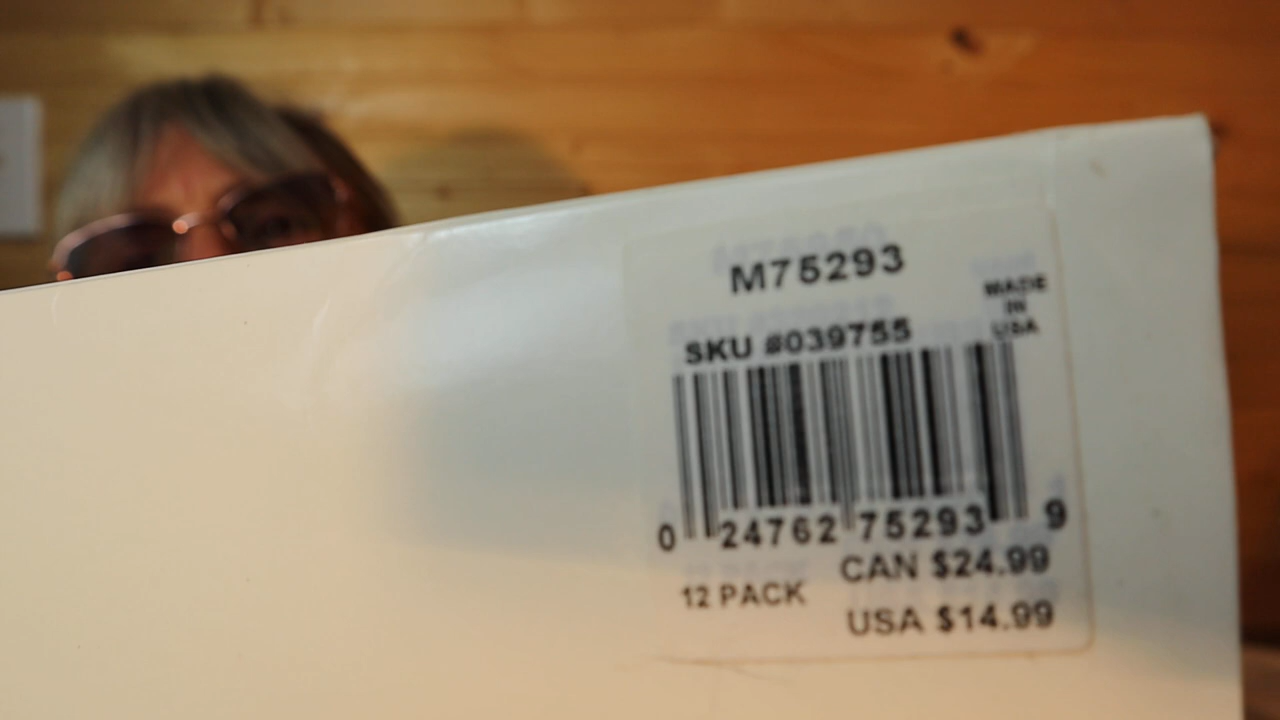 M75293
MADE
IN
USA
SKU #039755
0 24762 75293 9
12 PACK
CAN $24.99
USA $14.99